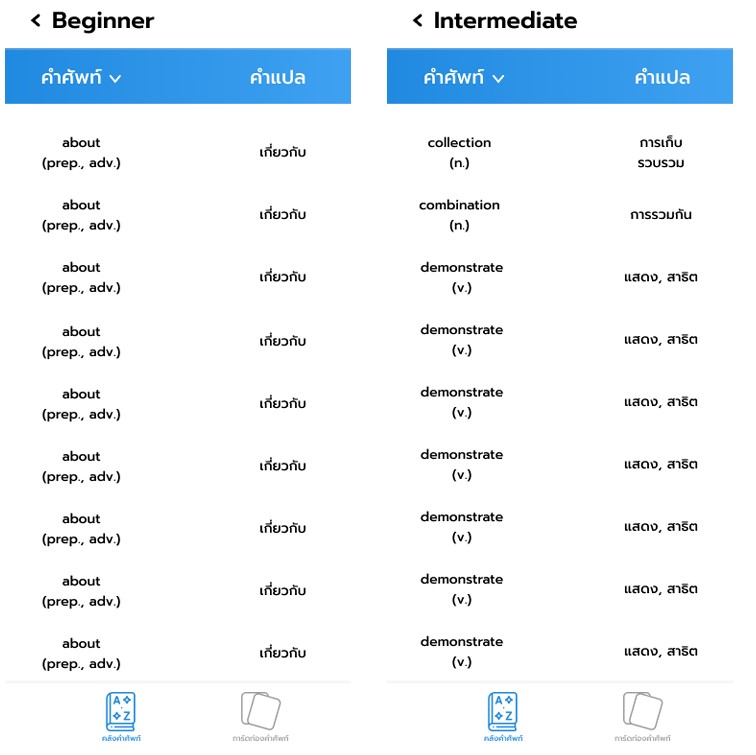 Beginner
คำศัพท์ คำแปล
about
(prep., adv.)
เกี่ยวกับ
about
(prep., adv.)
เกี่ยวกับ
about
(prep., adv.)
เกี่ยวกับ
about
(prep., adv.)
เกี่ยวกับ
about
(prep., adv.)
เกี่ยวกับ
about
(prep., adv.)
เกี่ยวกับ
about
(prep., adv.)
เกี่ยวกับ
about
(prep., adv.)
เกี่ยวกับ
about
(prep., adv.)
เกี่ยวกับ
A
Z
คลังคำศัพท์ การ์ดท่องคำศัพท์
Intermediate
คำศัพท์ คำแปล
collection
(n.)
การเก็บ
รวบรวม
combination
(n.)
การรวมกัน
demonstrate
(v.)
แสดง, สาธิต
demonstrate
(v.)
แสดง, สาธิต
demonstrate
(v.)
แสดง, สาธิต
demonstrate
(v.)
แสดง, สาธิต
demonstrate
(v.)
แสดง, สาธิต
demonstrate
(v.)
แสดง, สาธิต
demonstrate
(v.)
แสดง, สาธิต
A
Z
คลังคำศัพท์ การ์ดท่องคำศัพท์